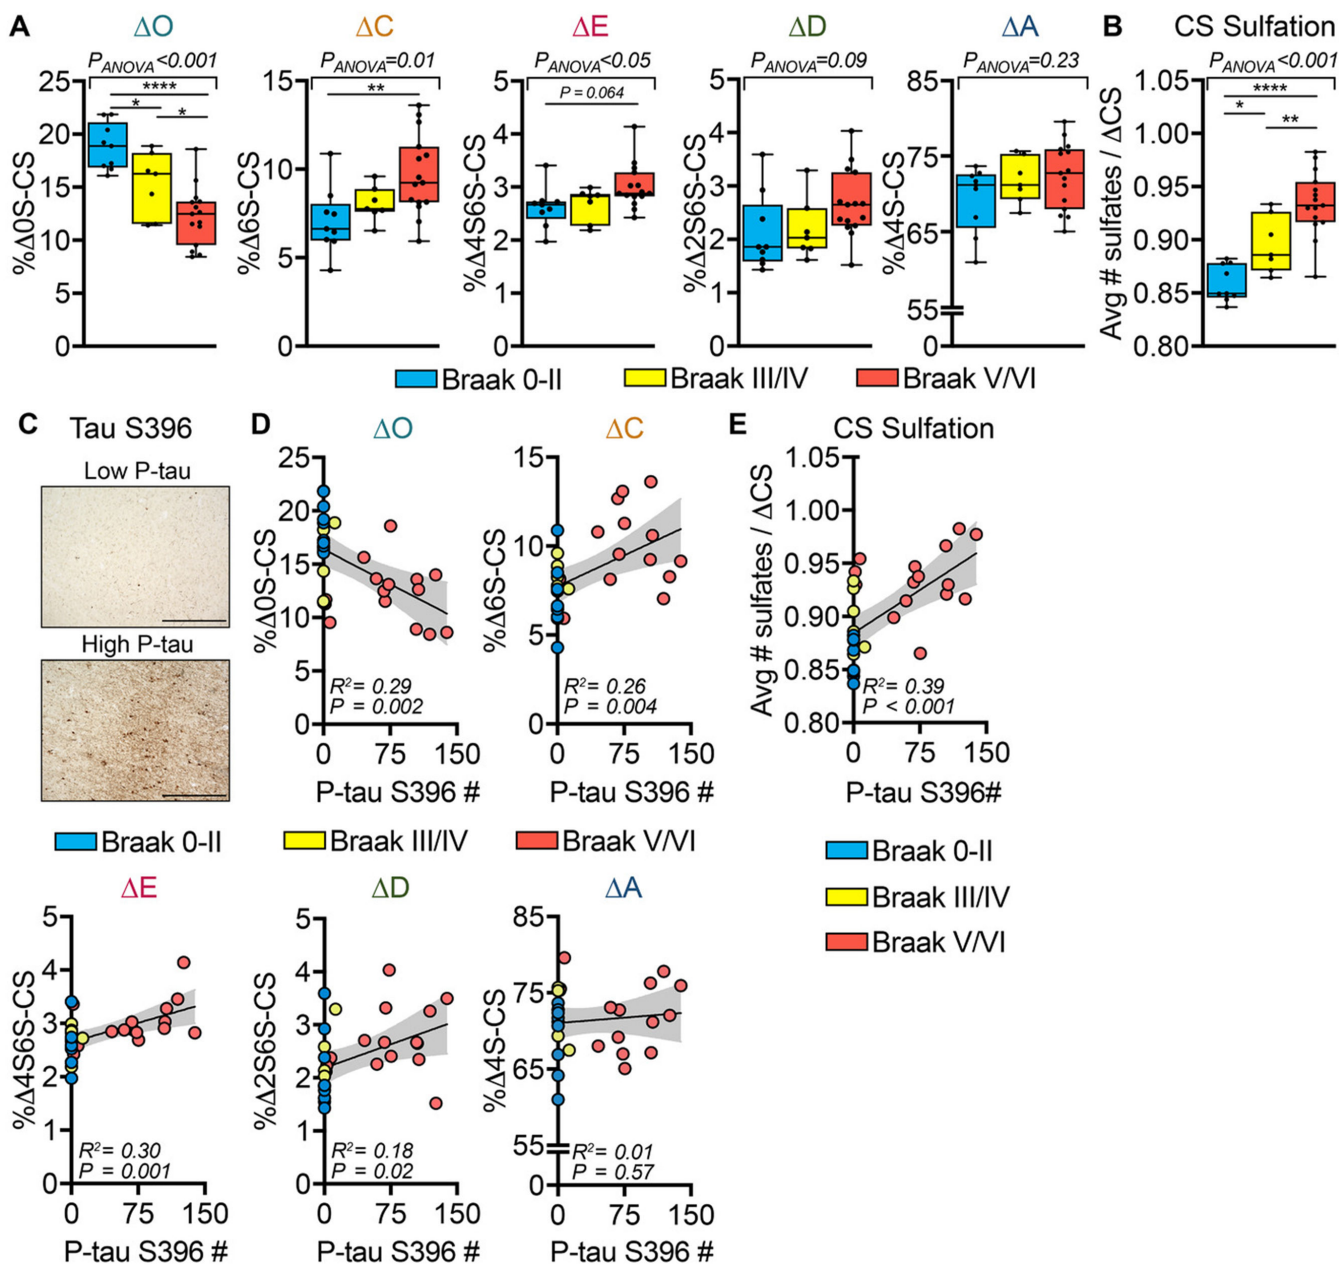 A
ΔO
ΔC
ΔE
ΔD
ΔA
B
CS Sulfation
PANOVA<0.001
****
*
*
%Δ0S-CS
25
20
15
10
5
0
PANOVA=0.01
**
%Δ6S-CS
15
10
5
0
PANOVA<0.05
P = 0.064
%Δ4S6S-CS
5
4
3
2
1
0
PANOVA=0.09
%Δ2S6S-CS
5
4
3
2
1
0
PANOVA=0.23
%Δ4S-CS
85
75
65
55
0
PANOVA<0.001
****
*
**
Avg # sulfates / ΔCS
1.05
1.00
0.95
0.90
0.85
0.80
Braak 0-II
Braak III/IV
Braak V/VI
C
Tau S396
Low P-tau
High P-tau
D
ΔO
%Δ0S-CS
25
20
15
10
5
0
R²= 0.29
P = 0.002
0
75
150
P-tau S396 #
ΔC
%Δ6S-CS
15
10
5
0
R²= 0.26
P = 0.004
0
75
150
P-tau S396 #
E
CS Sulfation
Avg # sulfates / ΔCS
1.05
1.00
0.95
0.90
0.85
0.80
R²= 0.39
P < 0.001
0
75
150
P-tau S396#
Braak 0-II
Braak III/IV
Braak V/VI
Braak 0-II
Braak III/IV
Braak V/VI
ΔE
%Δ4S6S-CS
5
4
3
2
1
0
R²= 0.30
P = 0.001
0
75
150
P-tau S396 #
ΔD
%Δ2S6S-CS
5
4
3
2
1
0
R²= 0.18
P = 0.02
0
75
150
P-tau S396 #
ΔA
%Δ4S-CS
85
75
65
55
0
R²= 0.01
P = 0.57
0
75
150
P-tau S396 #